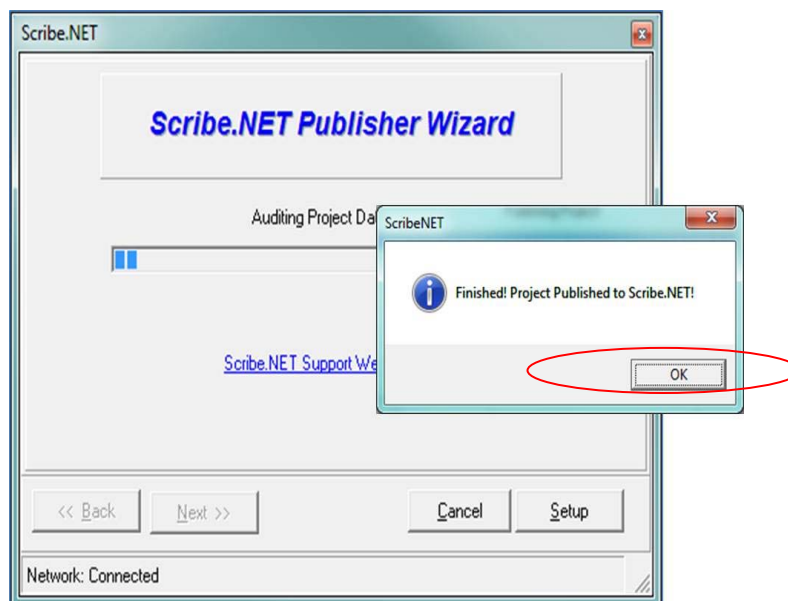 Scribe.NET
Scribe.NET Publisher Wizard
Auditing Project Da
ScribeNET
Finished! Project Published to Scribe.NET!
OK
Scribe.NET Support We
<< Back
Next >>
Cancel
Setup
Network: Connected